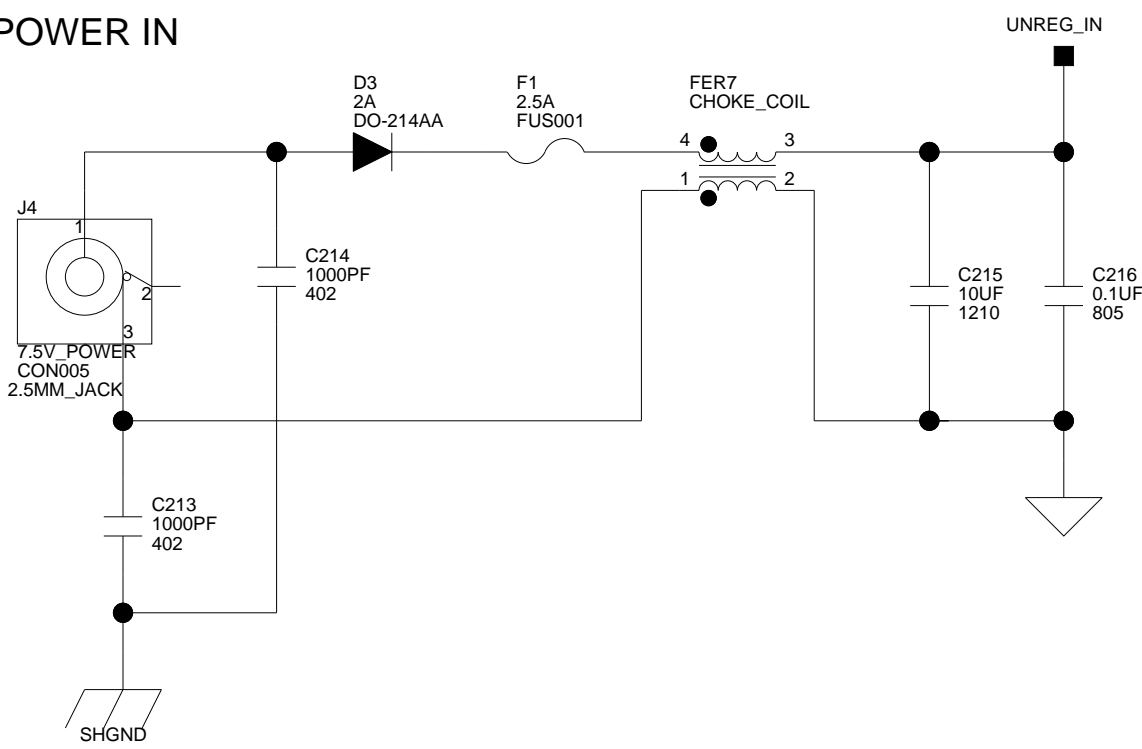 POWER IN
UNREG_IN
D3
2A
DO-214AA
F1
2.5A
FUS001
FER7
CHOKE_COIL
4
3
1
2
J4
1
2
3
7.5V_POWER
CON005
2.5MM_JACK
C214
1000PF
402
C215
10UF
1210
C216
0.1UF
805
C213
1000PF
402
SHGND